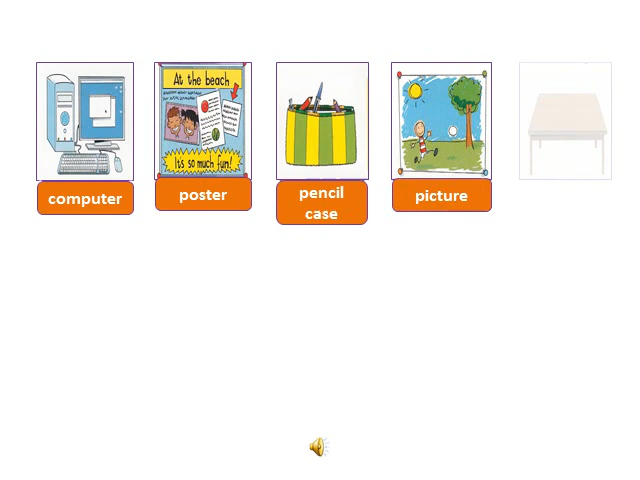 At the beach
It's so much fun!
computer
poster
pencil
case
picture